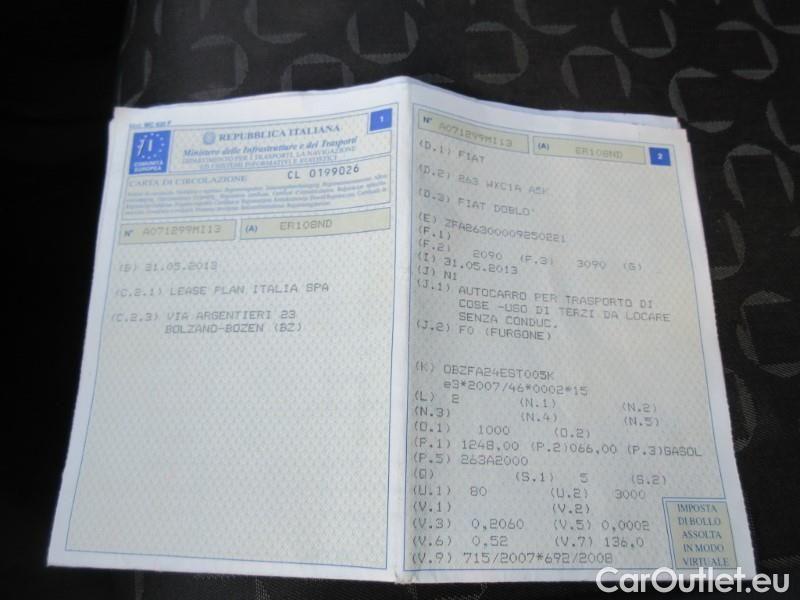 Mod. MC 820 F
1
I
COMUNITÀ
EUROPEA
REPUBBLICA ITALIANA
Ministero delle Infrastrutture e dei Trasporti
DIPARTIMENTO PER I TRASPORTI, LA NAVIGAZIONE
ED I SISTEMI INFORMATIVI E STATISTICI
CARTA DI CIRCOLAZIONE
CL 0199026
N° A071299MI13 (A) ER108ND
(B) 31.05.2013
(C.2.1) LEASE PLAN ITALIA SPA
(C.2.3) VIA ARGENTIERI 23
BOLZANO-BOZEN (BZ)
N° A071299MI13 (A) ER108ND
2
(D.1) FIAT
(D.2) 263 WXC1A A5K
(D.3) FIAT DOBLO'
(E) ZFA26300009250221
(F.1)
(F.2) 2090 (F.3) 3090 (G)
(I) 31.05.2013
(J) N1
(J.1) AUTOCARRO PER TRASPORTO DI
COSE -USO DI TERZI DA LOCARE
SENZA CONDUC.
(J.2) F0 (FURGONE)
(K) OBZFA24EST005K
e3*2007/46*0002*15
(L) 2 (N.1) (N.2)
(N.3) (N.4) (N.5)
(O.1) 1000 (O.2)
(P.1) 1248,00 (P.2)066,00 (P.3)GASOL
(P.5) 263A2000
(Q) (S.1) 5 (S.2)
(U.1) 80 (U.2) 3000
(V.1) (V.2)
(V.3) 0,2060 (V.5) 0,0002
(V.6) 0,52 (V.7) 136,0
(V.9) 715/2007*692/2008
IMPOSTA
DI BOLLO
ASSOLTA
IN MODO
VIRTUALE
CarOutlet.eu